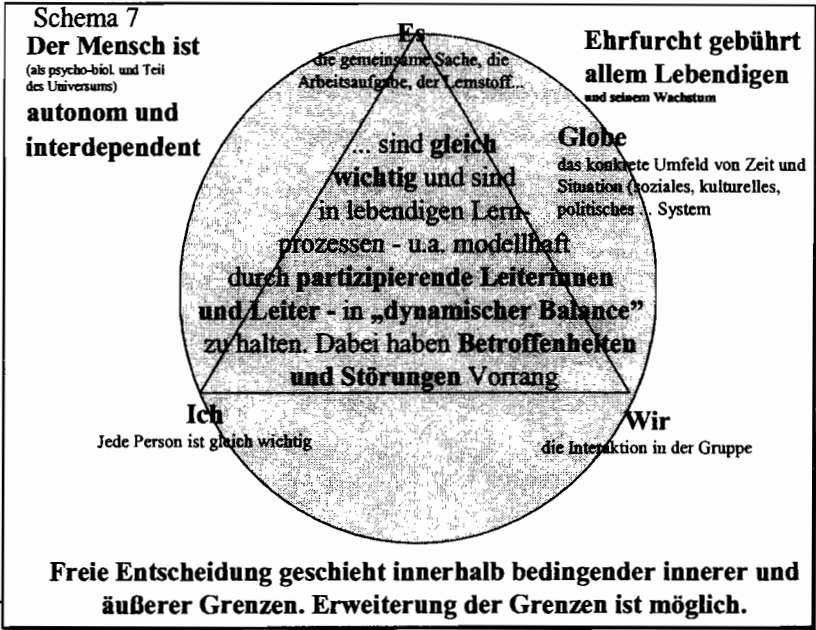 Schema 7
Der Mensch ist
(als psycho-biol. und Teil
des Universums)
autonom und
interdependent
Es
die gemeinsame Sache, die
Arbeitsaufgabe, der Lernstoff...
Ehrfurcht gebührt
allem Lebendigen
und seinem Wachstum
Globe
das konkrete Umfeld von Zeit und
Situation (soziales, kulturelles,
politisches ... System
... sind gleich
wichtig und sind
in lebendigen Lern-
prozessen - u.a. modellhaft
durch partizipierende Leiterinnen
und Leiter - in „dynamischer Balance”
zu halten. Dabei haben Betroffenheiten
und Störungen Vorrang
Ich
Jede Person ist gleich wichtig
Wir
die Interaktion in der Gruppe
Freie Entscheidung geschieht innerhalb bedingender innerer und
äußerer Grenzen. Erweiterung der Grenzen ist möglich.